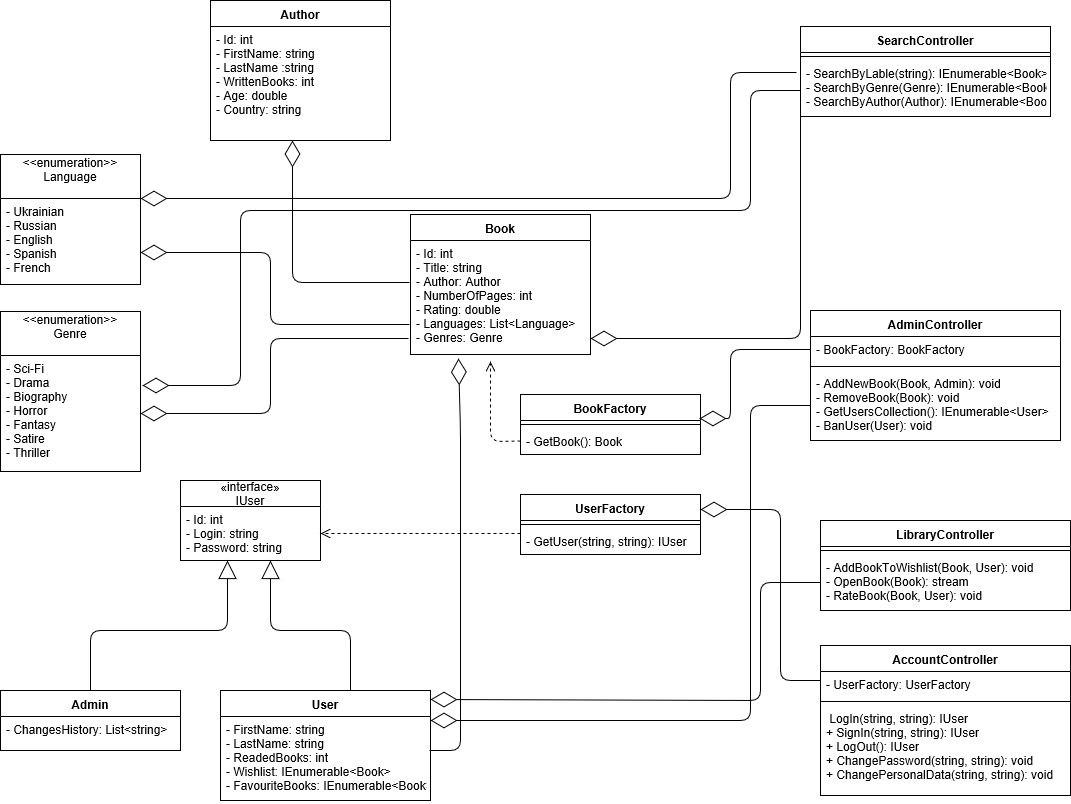 Author
- Id: int
- FirstName: string
- LastName :string
- WrittenBooks: int
- Age: double
- Country: string
SearchController
- SearchByLable(string): IEnumerable<Book>
- SearchByGenre(Genre): IEnumerable<Book
- SearchByAuthor(Author): IEnumerable<Boo
<<enumeration>>
Language
- Ukrainian
- Russian
- English
- Spanish
- French
Book
- Id: int
- Title: string
- Author: Author
- NumberOfPages: int
- Rating: double
- Languages: List<Language>
- Genres: Genre
<<enumeration>>
Genre
- Sci-Fi
- Drama
- Biography
- Horror
- Fantasy
- Satire
- Thriller
AdminController
- BookFactory: BookFactory
- AddNewBook(Book, Admin): void
- RemoveBook(Book): void
- GetUsersCollection(): IEnumerable<User>
- BanUser(User): void
BookFactory
- GetBook(): Book
«interface»
IUser
- Id: int
- Login: string
- Password: string
UserFactory
- GetUser(string, string): IUser
LibraryController
- AddBookToWishlist(Book, User): void
- OpenBook(Book): stream
- RateBook(Book, User): void
AccountController
- UserFactory: UserFactory
LogIn(string, string): IUser
+ SignIn(string, string): IUser
+ LogOut(): IUser
+ ChangePassword(string, string): void
+ ChangePersonalData(string, string): void
Admin
- ChangesHistory: List<string>
User
- FirstName: string
- LastName: string
- ReadedBooks: int
- Wishlist: IEnumerable<Book>
- FavouriteBooks: IEnumerable<Book